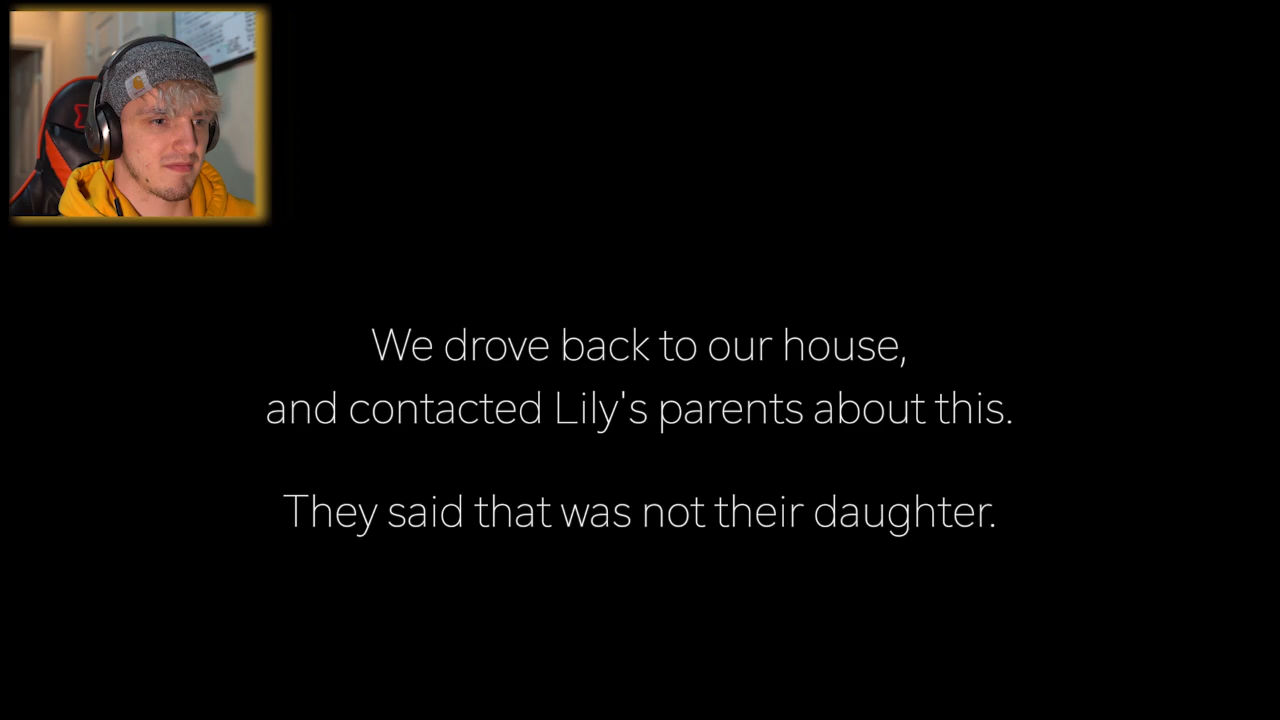 We drove back to our house,
and contacted Lily's parents about this.
They said that was not their daughter.